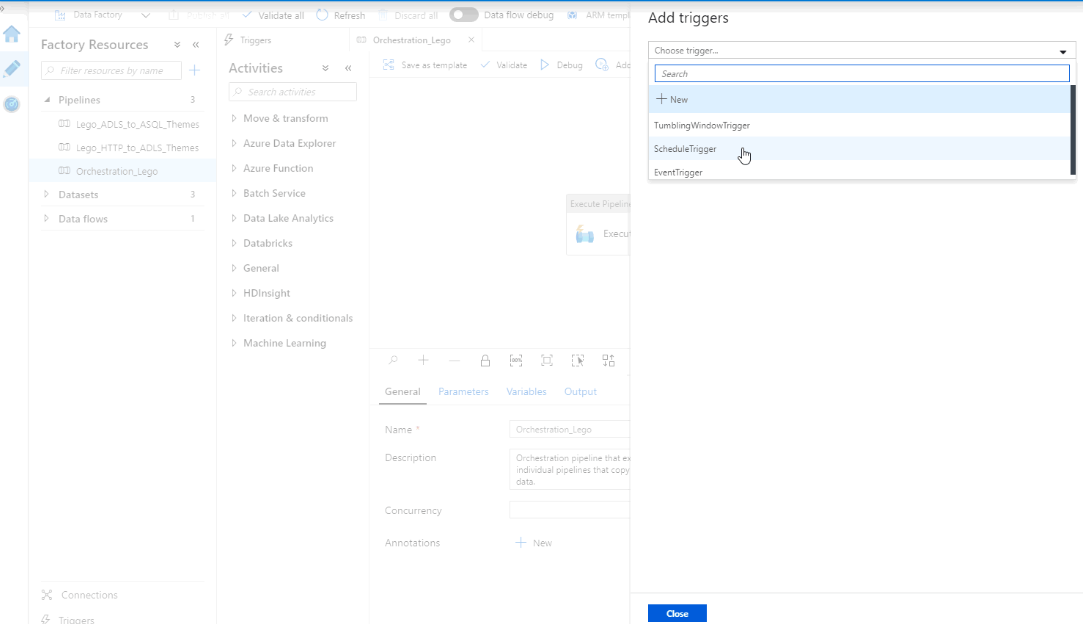 Data Factory
Validate all
Refresh
Discard all
Data flow debug
ARM templ
Add triggers
Factory Resources
Filter resources by name
Pipelines 3
Lego_ADLS_to_ASQL_Themes
Lego_HTTP_to_ADLS_Themes
Orchestration_Lego
Datasets 3
Data flows 1
Connections
Triggers
Triggers
Orchestration_Lego
Activities
Search activities
Move & transform
Azure Data Explorer
Azure Function
Batch Service
Data Lake Analytics
Databricks
General
HDInsight
Iteration & conditionals
Machine Learning
Save as template
Validate
Debug
Add
Execute Pipeline
Execut
General
Parameters
Variables
Output
Name *
Orchestration_Lego
Description
Orchestration pipeline that ex
individual pipelines that copy
data.
Concurrency
Annotations
New
Choose trigger...
Search
New
TumblingWindowTrigger
ScheduleTrigger
EventTrigger
Close